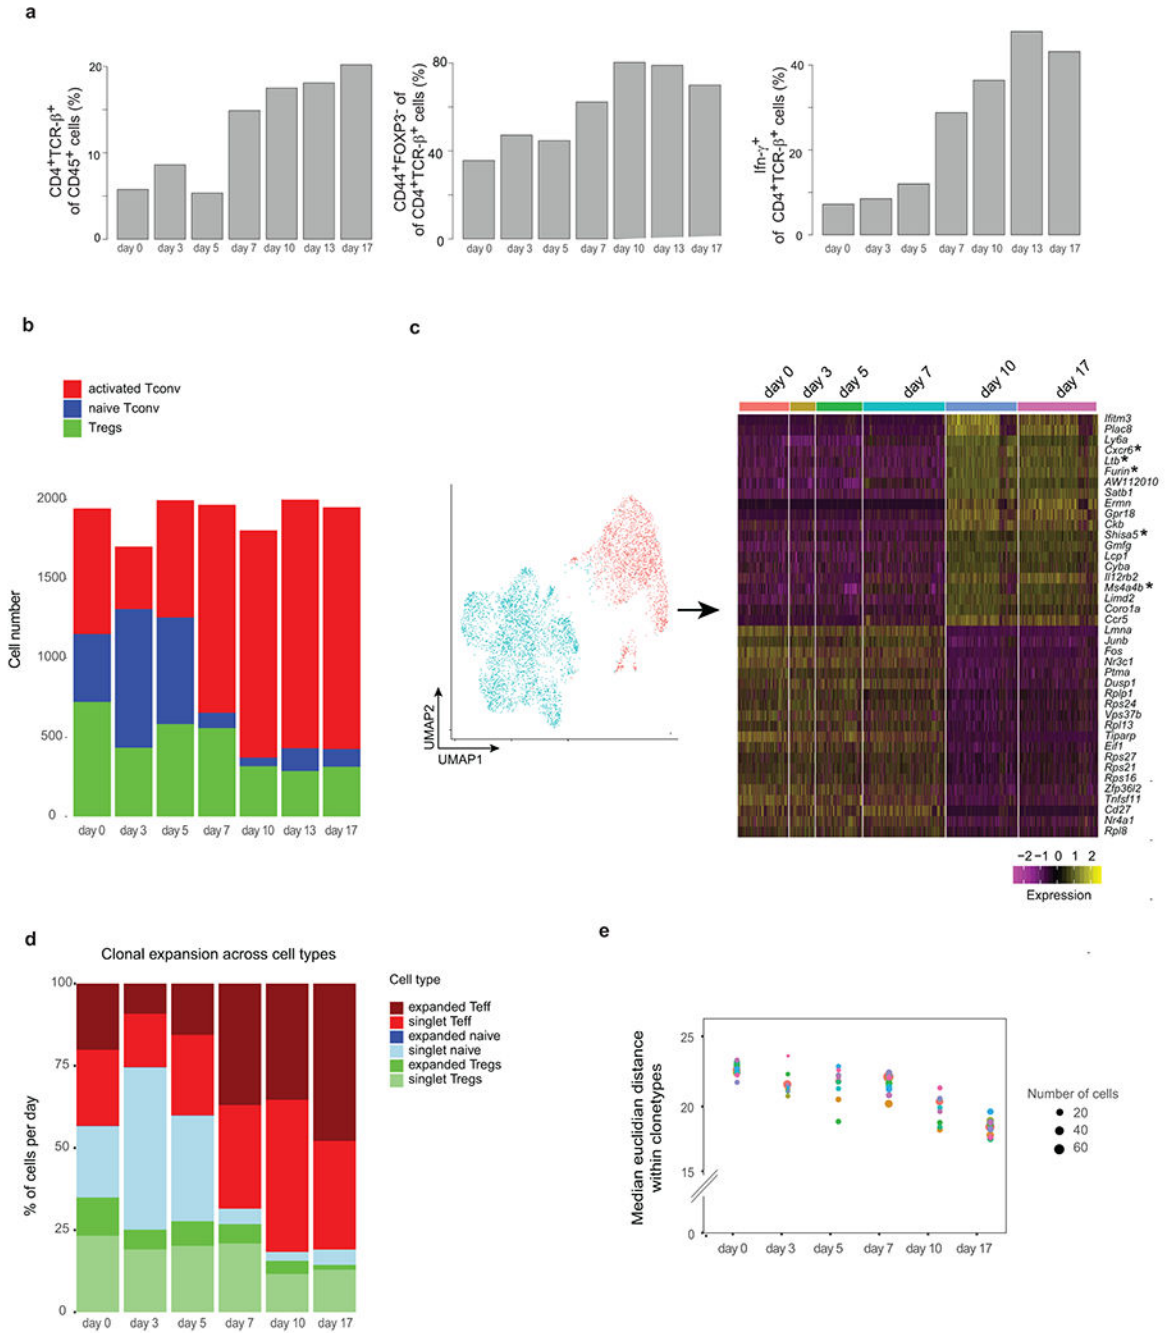 a
CD4+TCR-β+
of CD45+ cells (%)
20
10
0
day 0 day 3 day 5 day 7 day 10 day 13 day 17
CD44+FOXP3- of
of CD4+TCR-β+ cells (%)
80
40
0
day 0 day 3 day 5 day 7 day 10 day 13 day 17
Ifn-γ+
of CD4+TCR-β+ cells (%)
40
20
0
day 0 day 3 day 5 day 7 day 10 day 13 day 17
b
activated Tconv
naive Tconv
Tregs
Cell number
2000
1500
1000
500
0
day 0 day 3 day 5 day 7 day 10 day 13 day 17
c
UMAP2
UMAP1
day 0 day 3 day 5 day 7 day 10 day 17
Ifitm3
Plac8
Ly6a
Cxcr6*
Ltb*
Furin*
AW112010
Satb1
Ermn
Gpr18
Ckb
Shisa5*
Gmfg
Lcp1
Cyba
Il12rb2
Ms4a4b*
Limd2
Coro1a
Ccr5
Lmna
Junb
Fos
Nr3c1
Ptma
Dusp1
Rplp1
Rps24
Vps37b
Rpl13
Tiparp
Eif1
Rps27
Rps21
Rps16
Zfp36l2
Tnfsf11
Cd27
Nr4a1
Rpl8
-2 -1 0 1 2
Expression
d
Clonal expansion across cell types
% of cells per day
100
75
50
25
0
day 0 day 3 day 5 day 7 day 10 day 17
Cell type
expanded Teff
singlet Teff
expanded naive
singlet naive
expanded Tregs
singlet Tregs
e
Median euclidian distance
within clonetypes
25
20
15
0
day 0 day 3 day 5 day 7 day 10 day 17
Number of cells
20
40
60